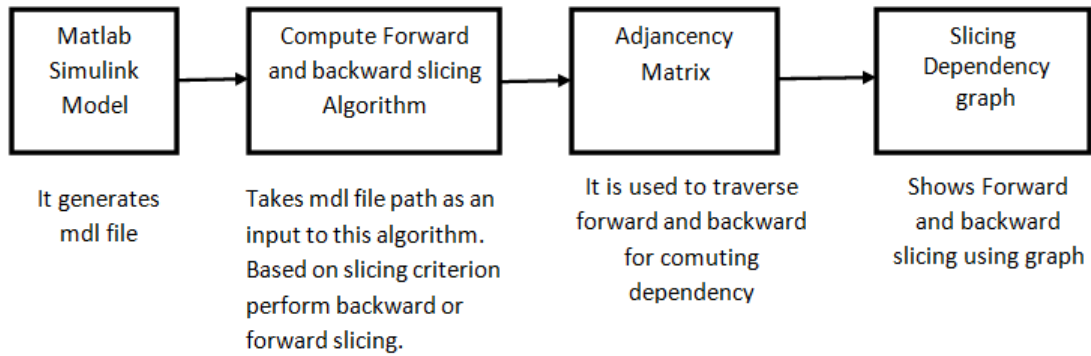 Matlab
Simulink
Model
Compute Forward
and backward slicing
Algorithm
Adjancency
Matrix
Slicing
Dependency
graph
It generates
mdl file
Takes mdl file path as an
input to this algorithm.
Based on slicing criterion
perform backward or
forward slicing.
It is used to traverse
forward and backward
for comuting
dependency
Shows Forward
and backward
slicing using graph